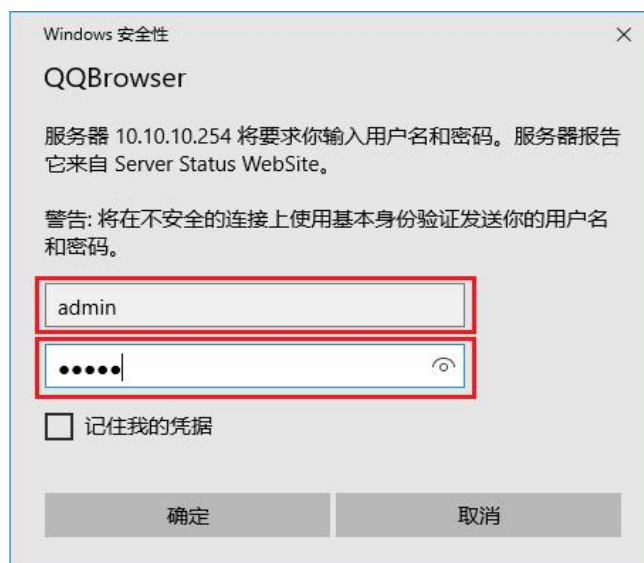 Windows 安全性
QQBrowser
服务器 10.10.10.254 将要求你输入用户名和密码。服务器报告
它来自 Server Status WebSite。
警告: 将在不安全的连接上使用基本身份验证发送你的用户名
和密码。
admin
●●●●●
记住我的凭据
确定 取消